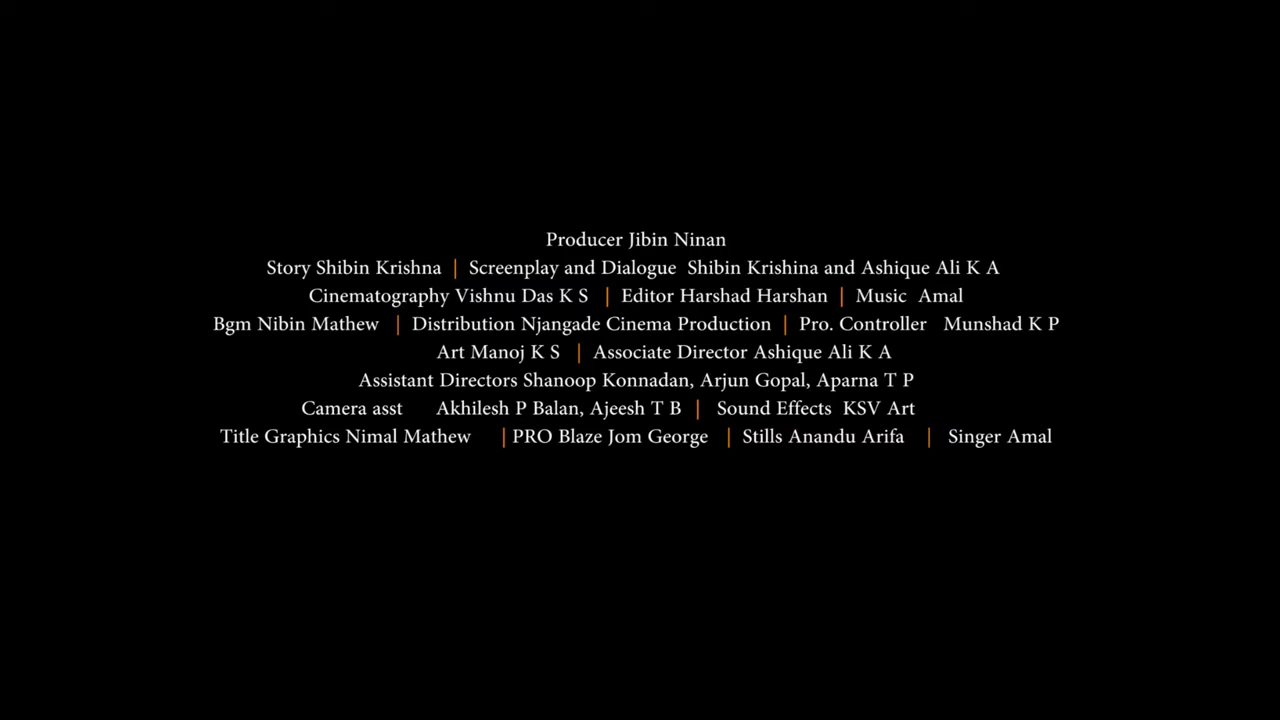 Producer Jibin Ninan
Story Shibin Krishna | Screenplay and Dialogue Shibin Krishina and Ashique Ali K A
Cinematography Vishnu Das K S | Editor Harshad Harshan | Music Amal
Bgm Nibin Mathew | Distribution Njangade Cinema Production | Pro. Controller Munshad K P
Art Manoj K S | Associate Director Ashique Ali K A
Assistant Directors Shanoop Konnadan, Arjun Gopal, Aparna T P
Camera asst Akhilesh P Balan, Ajeesh T B | Sound Effects KSV Art
Title Graphics Nimal Mathew | PRO Blaze Jom George | Stills Anandu Arifa | Singer Amal